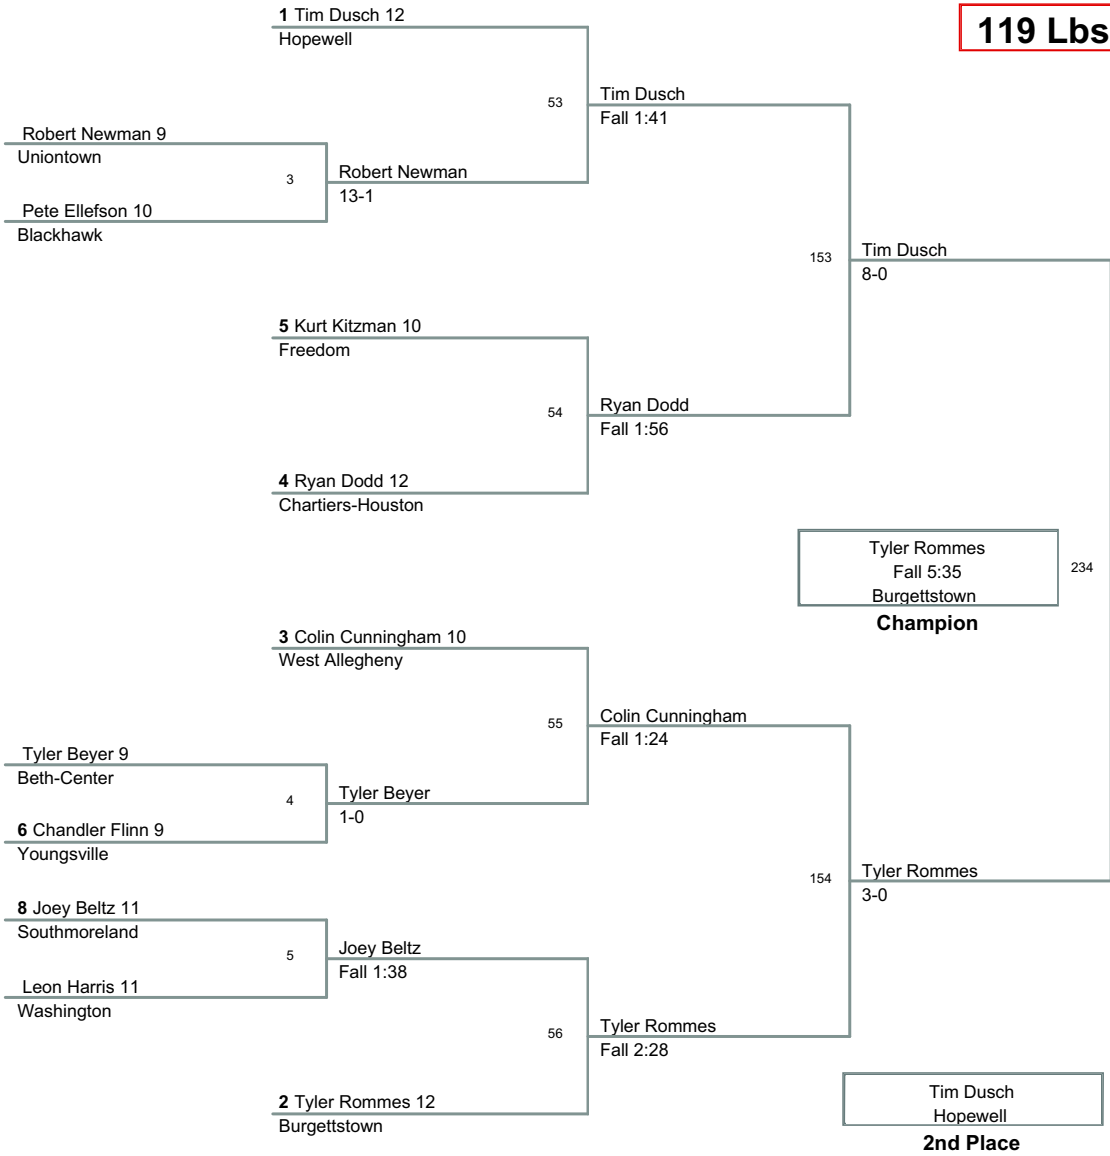 1 Tim Dusch 12
Hopewell
119 Lbs
53
Tim Dusch
Fall 1:41
Robert Newman 9
Uniontown
3
Robert Newman
13-1
Pete Ellefson 10
Blackhawk
153
Tim Dusch
8-0
5 Kurt Kitzman 10
Freedom
54
Ryan Dodd
Fall 1:56
4 Ryan Dodd 12
Chartiers-Houston
Tyler Rommes
Fall 5:35
Burgettstown
234
Champion
3 Colin Cunningham 10
West Allegheny
55
Colin Cunningham
Fall 1:24
Tyler Beyer 9
Beth-Center
4
Tyler Beyer
1-0
6 Chandler Flinn 9
Youngsville
154
Tyler Rommes
3-0
8 Joey Beltz 11
Southmoreland
5
Joey Beltz
Fall 1:38
Leon Harris 11
Washington
56
Tyler Rommes
Fall 2:28
2 Tyler Rommes 12
Burgettstown
Tim Dusch
Hopewell
2nd Place